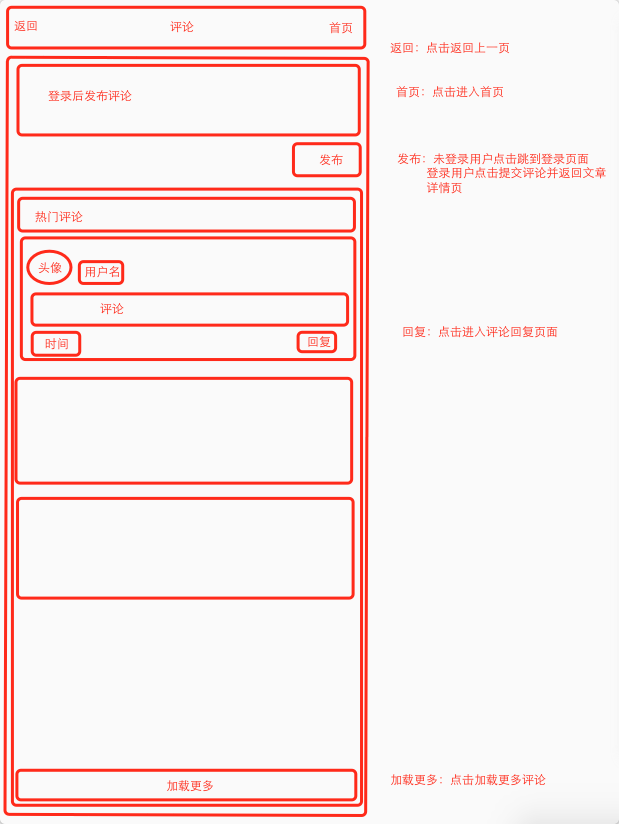 返回 评论 首页
返回：点击返回上一页
首页：点击进入首页
登录后发布评论
发布
发布：未登录用户点击跳到登录页面
登录用户点击提交评论并返回文章
详情页
热门评论
头像 用户名
评论
时间 回复
回复：点击进入评论回复页面
加载更多
加载更多：点击加载更多评论